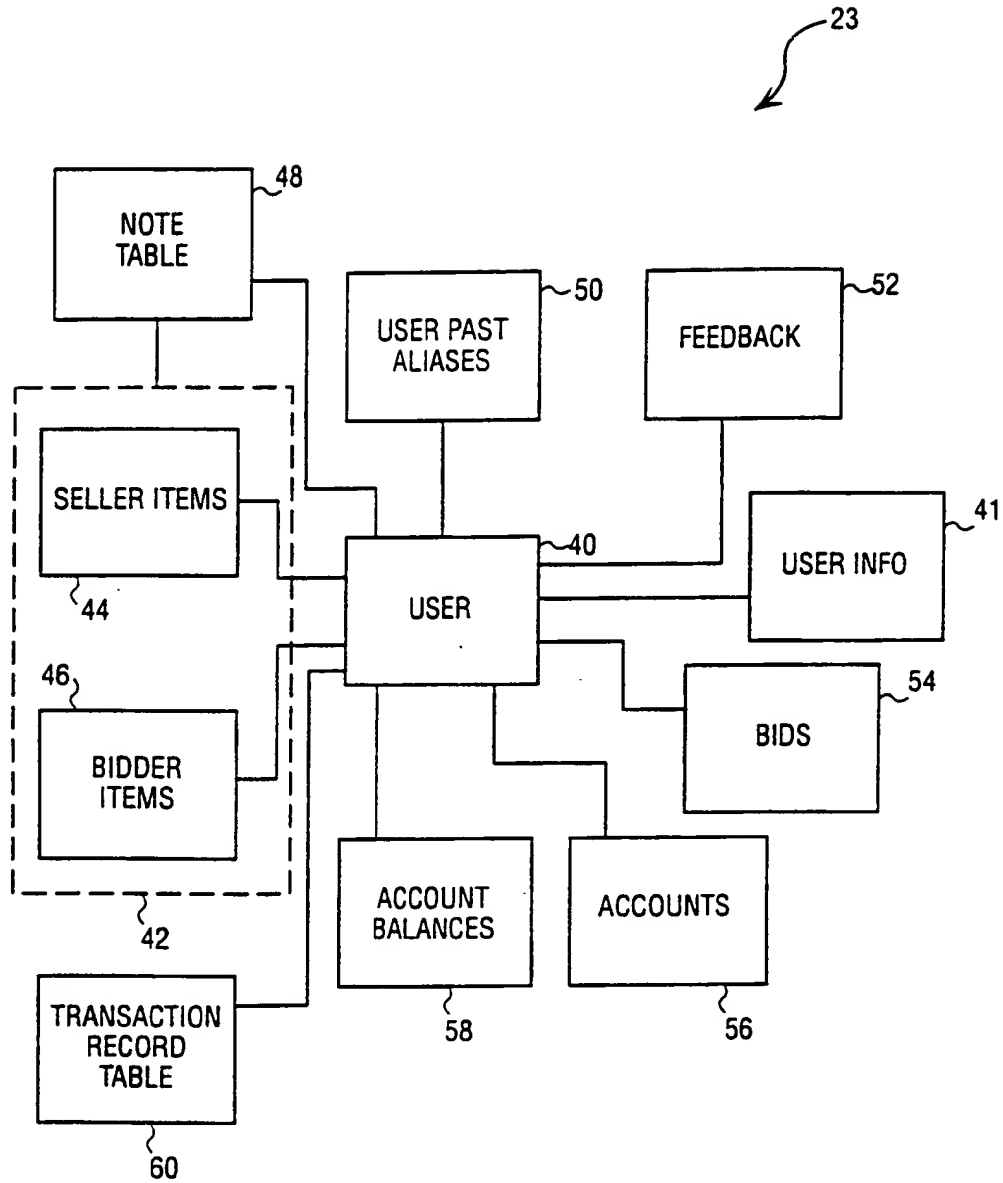 23
48
NOTE
TABLE
50
USER PAST
ALIASES
52
FEEDBACK
SELLER ITEMS
44
40
USER
41
USER INFO
46
BIDDER
ITEMS
54
BIDS
42
ACCOUNT
BALANCES
58
ACCOUNTS
56
TRANSACTION
RECORD
TABLE
60